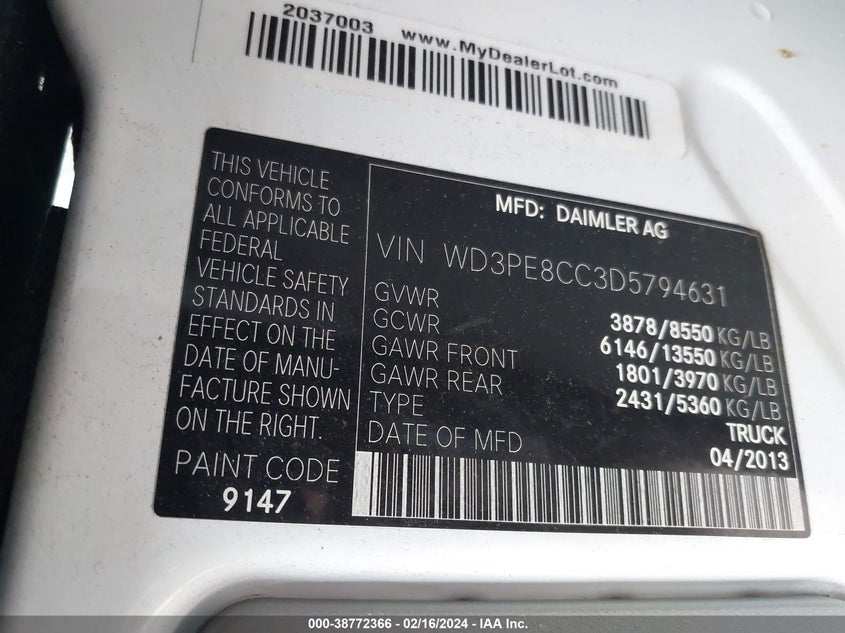 2037003 www.MyDealerLot.com
THIS VEHICLE
CONFORMS TO
ALL APPLICABLE
FEDERAL
VEHICLE SAFETY
STANDARDS IN
EFFECT ON THE
DATE OF MANU-
FACTURE SHOWN
ON THE RIGHT.
PAINT CODE
9147
MFD: DAIMLER AG
VIN WD3PE8CC3D5794631
GVWR 3878/8550 KG/LB
GCWR 6146/13550 KG/LB
GAWR FRONT 1801/3970 KG/LB
GAWR REAR 2431/5360 KG/LB
TYPE TRUCK
DATE OF MFD 04/2013
000-38772366 - 02/16/2024 - IAA Inc.